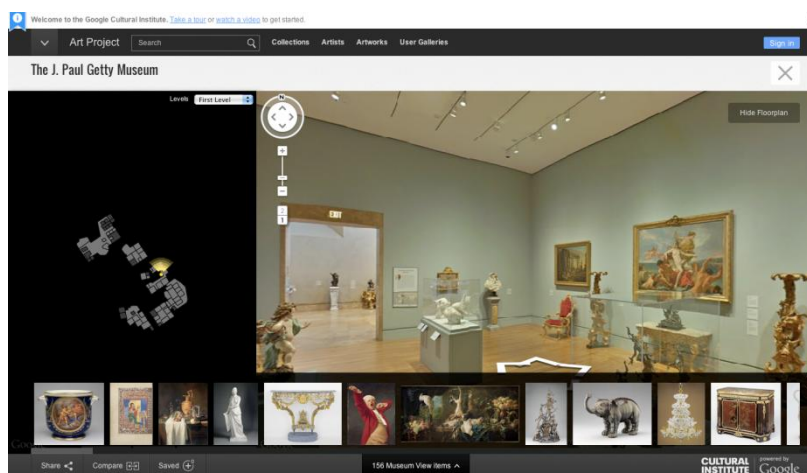 Welcome to the Google Cultural Institute. Take a tour or watch a video to get started.
Art Project Search Collections Artists Artworks User Galleries Sign in
The J. Paul Getty Museum
Levels First Level
N
Hide Floorplan
+
−
2
1
EXIT
Share Compare Saved 156 Museum View items CULTURAL INSTITUTE powered by Google